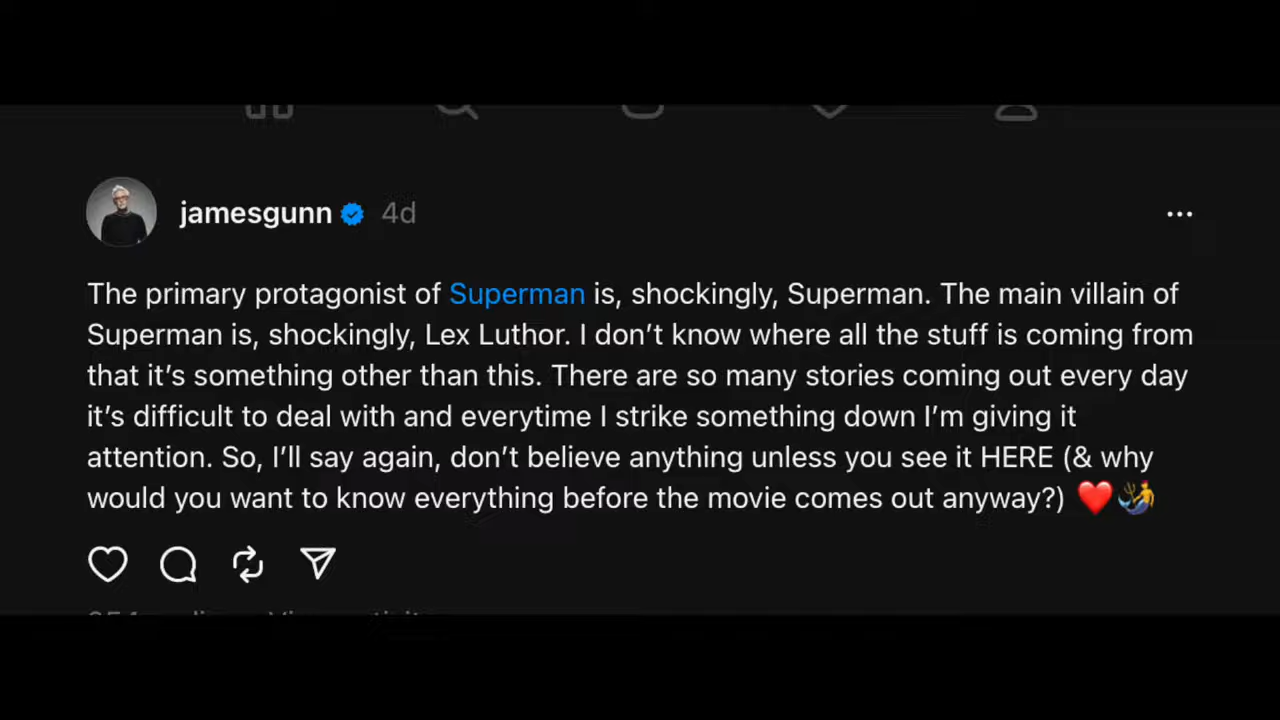 jamesgunn 4d
The primary protagonist of Superman is, shockingly, Superman. The main villain of
Superman is, shockingly, Lex Luthor. I don’t know where all the stuff is coming from
that it’s something other than this. There are so many stories coming out every day
it’s difficult to deal with and everytime I strike something down I’m giving it
attention. So, I’ll say again, don’t believe anything unless you see it HERE (& why
would you want to know everything before the movie comes out anyway?) ❤️🧜‍♂️